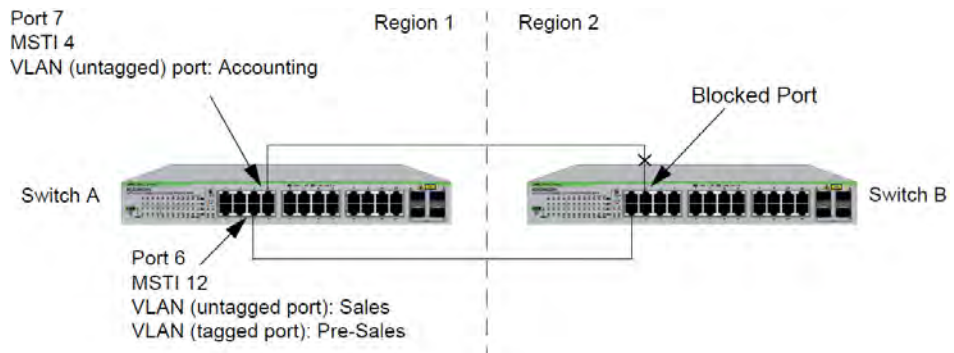 Port 7
MSTI 4
VLAN (untagged) port: Accounting
Region 1
Region 2
Blocked Port
Switch A
Switch B
Port 6
MSTI 12
VLAN (untagged port): Sales
VLAN (tagged port): Pre-Sales